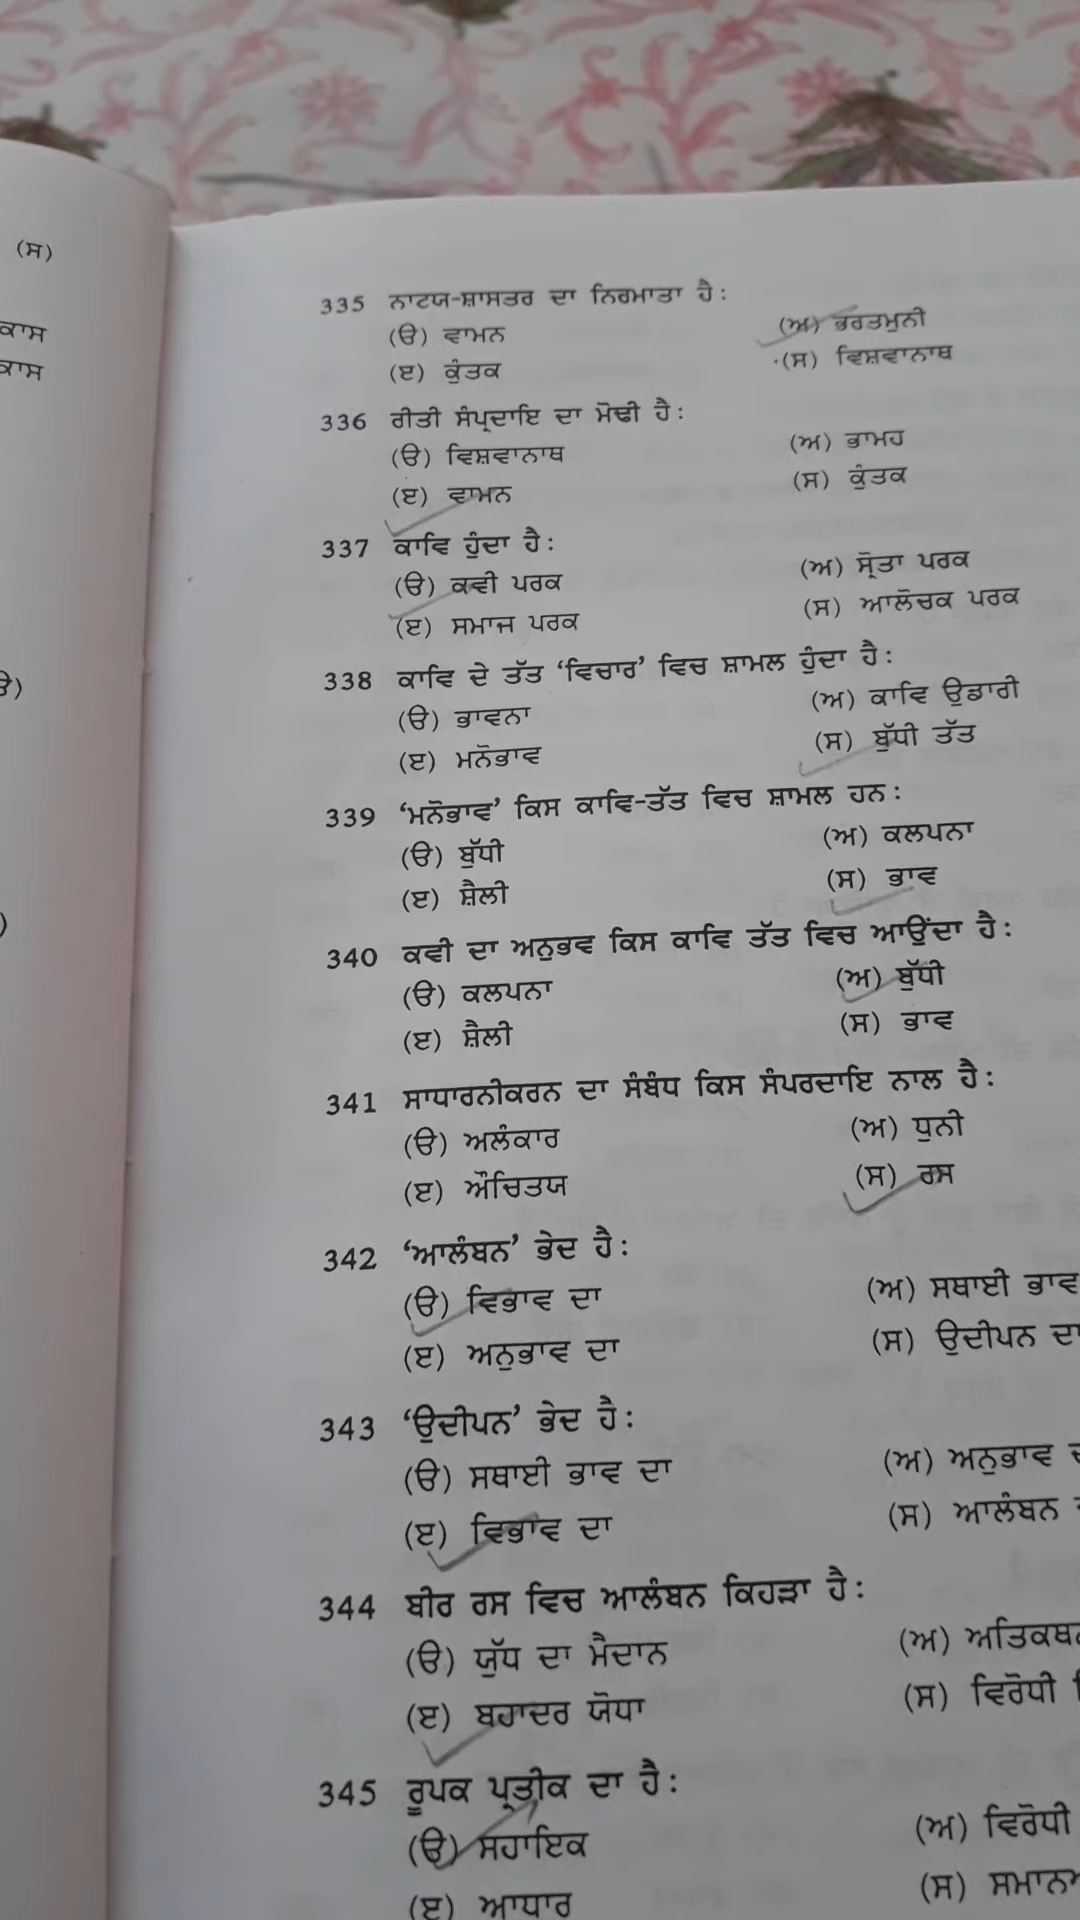 (ਸ)
ਕਾਸ
ਕਾਸ
335 ਨਾਟਯ-ਸ਼ਾਸਤਰ ਦਾ ਨਿਰਮਾਤਾ ਹੈ:
(ੳ) ਵਾਮਨ (ਅ) ਭਰਤਮੁਨੀ
(ੲ) ਕੁੰਤਕ (ਸ) ਵਿਸ਼ਵਾਨਾਥ
336 ਰੀਤੀ ਸੰਪ੍ਰਦਾਇ ਦਾ ਮੋਢੀ ਹੈ:
(ੳ) ਵਿਸ਼ਵਾਨਾਥ (ਅ) ਭਾਮਹ
(ੲ) ਵਾਮਨ (ਸ) ਕੁੰਤਕ
337 ਕਾਵਿ ਹੁੰਦਾ ਹੈ:
(ੳ) ਕਵੀ ਪਰਕ (ਅ) ਸ੍ਰੋਤਾ ਪਰਕ
(ੲ) ਸਮਾਜ ਪਰਕ (ਸ) ਆਲੋਚਕ ਪਰਕ
338 ਕਾਵਿ ਦੇ ਤੱਤ ‘ਵਿਚਾਰ’ ਵਿਚ ਸ਼ਾਮਲ ਹੁੰਦਾ ਹੈ:
(ੳ) ਭਾਵਨਾ (ਅ) ਕਾਵਿ ਉਡਾਰੀ
(ੲ) ਮਨੋਭਾਵ (ਸ) ਬੁੱਧੀ ਤੱਤ
339 ‘ਮਨੋਭਾਵ’ ਕਿਸ ਕਾਵਿ-ਤੱਤ ਵਿਚ ਸ਼ਾਮਲ ਹਨ:
(ੳ) ਬੁੱਧੀ (ਅ) ਕਲਪਨਾ
(ੲ) ਸ਼ੈਲੀ (ਸ) ਭਾਵ
340 ਕਵੀ ਦਾ ਅਨੁਭਵ ਕਿਸ ਕਾਵਿ ਤੱਤ ਵਿਚ ਆਉਂਦਾ ਹੈ:
(ੳ) ਕਲਪਨਾ (ਅ) ਬੁੱਧੀ
(ੲ) ਸ਼ੈਲੀ (ਸ) ਭਾਵ
341 ਸਾਧਾਰਨੀਕਰਨ ਦਾ ਸੰਬੰਧ ਕਿਸ ਸੰਪਰਦਾਇ ਨਾਲ ਹੈ:
(ੳ) ਅਲੰਕਾਰ (ਅ) ਧੁਨੀ
(ੲ) ਔਚਿਤਯ (ਸ) ਰਸ
342 ‘ਆਲੰਬਨ’ ਭੇਦ ਹੈ:
(ੳ) ਵਿਭਾਵ ਦਾ (ਅ) ਸਥਾਈ ਭਾਵ
(ੲ) ਅਨੁਭਾਵ ਦਾ (ਸ) ਉਦੀਪਨ ਦਾ
343 ‘ਉਦੀਪਨ’ ਭੇਦ ਹੈ:
(ੳ) ਸਥਾਈ ਭਾਵ ਦਾ (ਅ) ਅਨੁਭਾਵ
(ੲ) ਵਿਭਾਵ ਦਾ (ਸ) ਆਲੰਬਨ
344 ਬੀਰ ਰਸ ਵਿਚ ਆਲੰਬਨ ਕਿਹੜਾ ਹੈ:
(ੳ) ਯੁੱਧ ਦਾ ਮੈਦਾਨ (ਅ) ਅਤਿਕਥ
(ੲ) ਬਹਾਦਰ ਯੋਧਾ (ਸ) ਵਿਰੋਧੀ
345 ਰੂਪਕ ਪ੍ਰਤੀਕ ਦਾ ਹੈ:
(ੳ) ਸਹਾਇਕ (ਅ) ਵਿਰੋਧੀ
(ੲ) ਆਧਾਰ (ਸ) ਸਮਾਨ